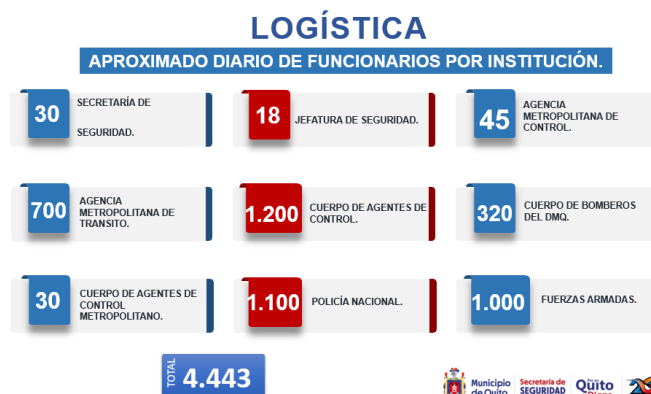 LOGÍSTICA
APROXIMADO DIARIO DE FUNCIONARIOS POR INSTITUCIÓN.
30
SECRETARÍA DE
SEGURIDAD.
18
JEFATURA DE SEGURIDAD.
45
AGENCIA
METROPOLITANA DE
CONTROL.
700
AGENCIA
METROPOLITANA DE
TRANSITO.
1.200
CUERPO DE AGENTES DE
CONTROL.
320
CUERPO DE BOMBEROS
DEL DMQ.
30
CUERPO DE AGENTES DE
CONTROL
METROPOLITANO.
1.100
POLICÍA NACIONAL.
1.000
FUERZAS ARMADAS.
TOTAL
4.443
Municipio
de Quito
Secretaría de
SEGURIDAD
Quito